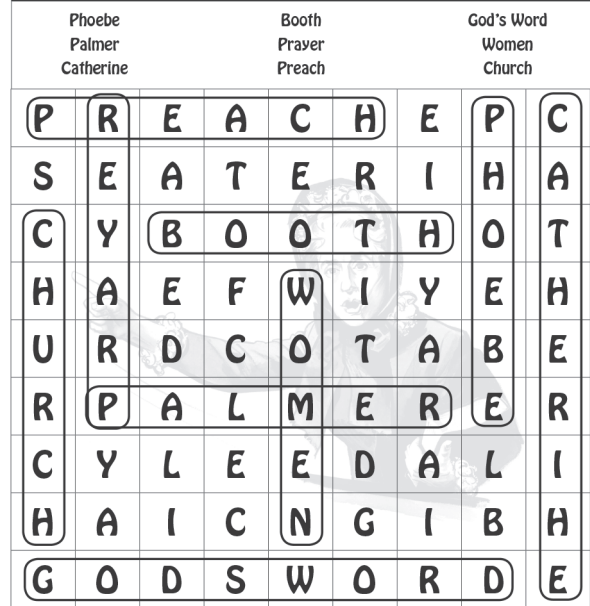 Phoebe Booth God's Word
Palmer Prayer Women
Catherine Preach Church
P R E A C H E P C
S E A T E R I H A
C Y B O O T H O T
H A E F W I Y E H
U R D C O T A B E
R P A L M E R E R
C Y L E E D A L I
H A I C N G I B H
G O D S W O R D E